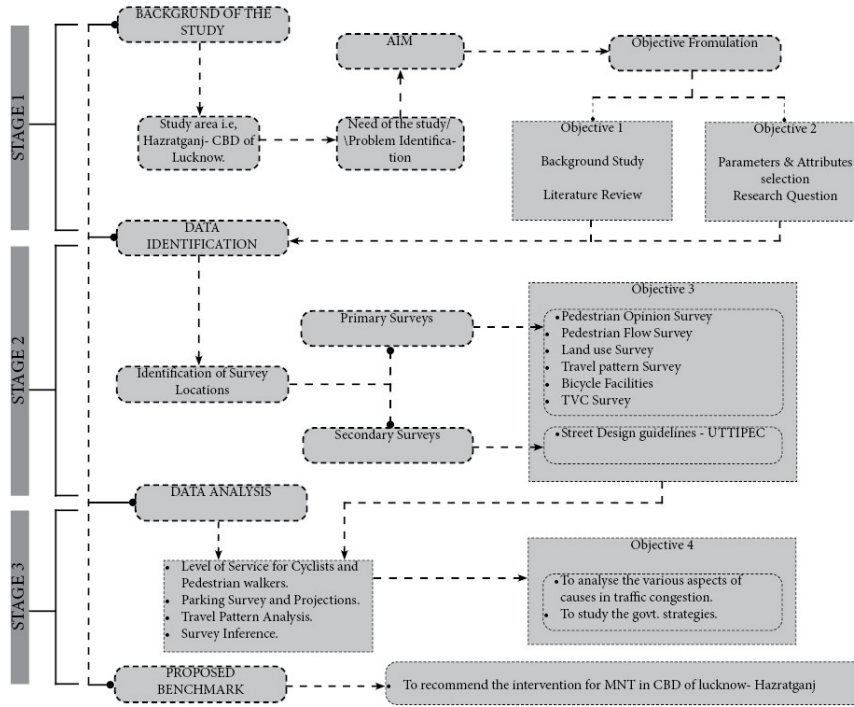 STAGE 1
BACKGRUND OF THE
STUDY
AIM
Objective Fromulation
Study area i.e,
Hazratganj- CBD of
Lucknow.
Need of the study/
\Problem Identifica-
tion
Objective 1
Background Study
Literature Review
Objective 2
Parameters & Attributes
selection
Research Question
STAGE 2
DATA
IDENTIFICATION
Identification of Survey
Locations
Primary Surveys
Secondary Surveys
Objective 3
•Pedestrian Opinion Survey
•Pedestrian Flow Survey
•Land use Survey
•Travel pattern Survey
•Bicycle Facilities
•TVC Survey
•Street Design guidelines - UTTIPEC
STAGE 3
DATA ANALYSIS
• Level of Service for Cyclists and
Pedestrian walkers.
• Parking Survey and Projections.
• Travel Pattern Analysis.
• Survey Inference.
Objective 4
•To analyse the various aspects of
causes in traffic congestion.
•To study the govt. strategies.
PROPOSED
BENCHMARK
• To recommend the intervention for MNT in CBD of lucknow- Hazratganj